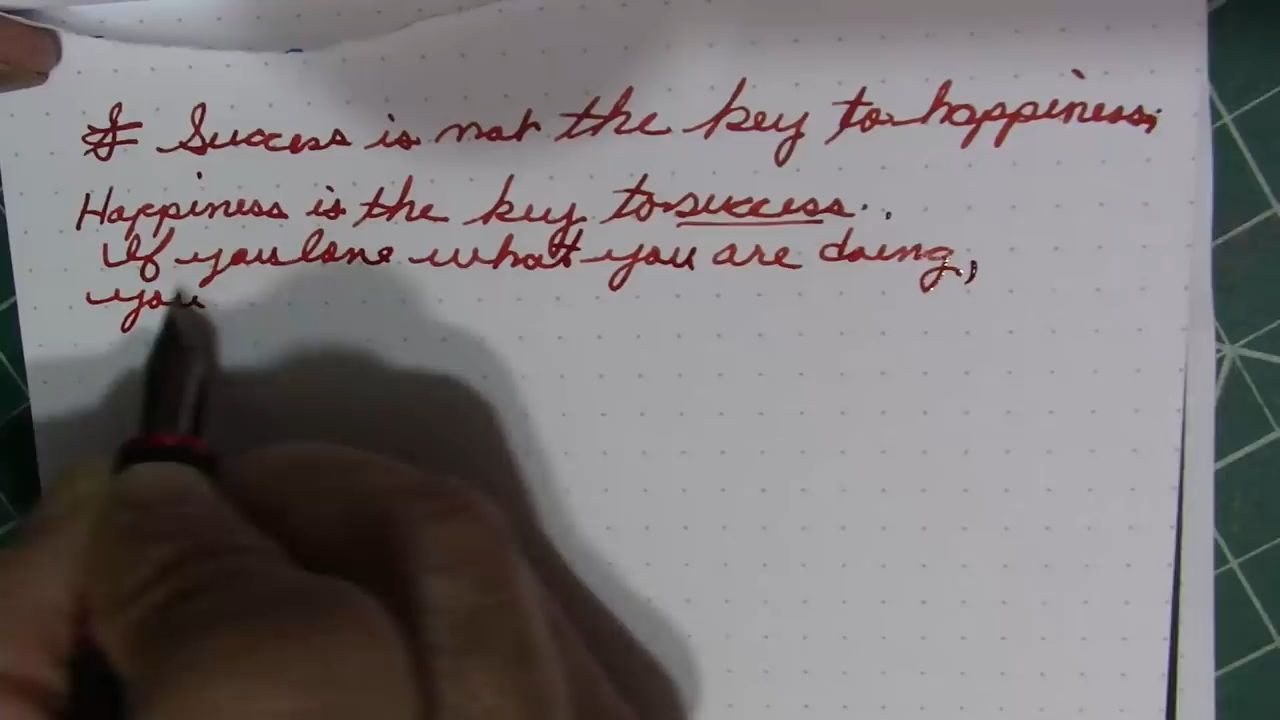 Success is not the key to happiness;
Happiness is the key to success..
If you love what you are doing,
you